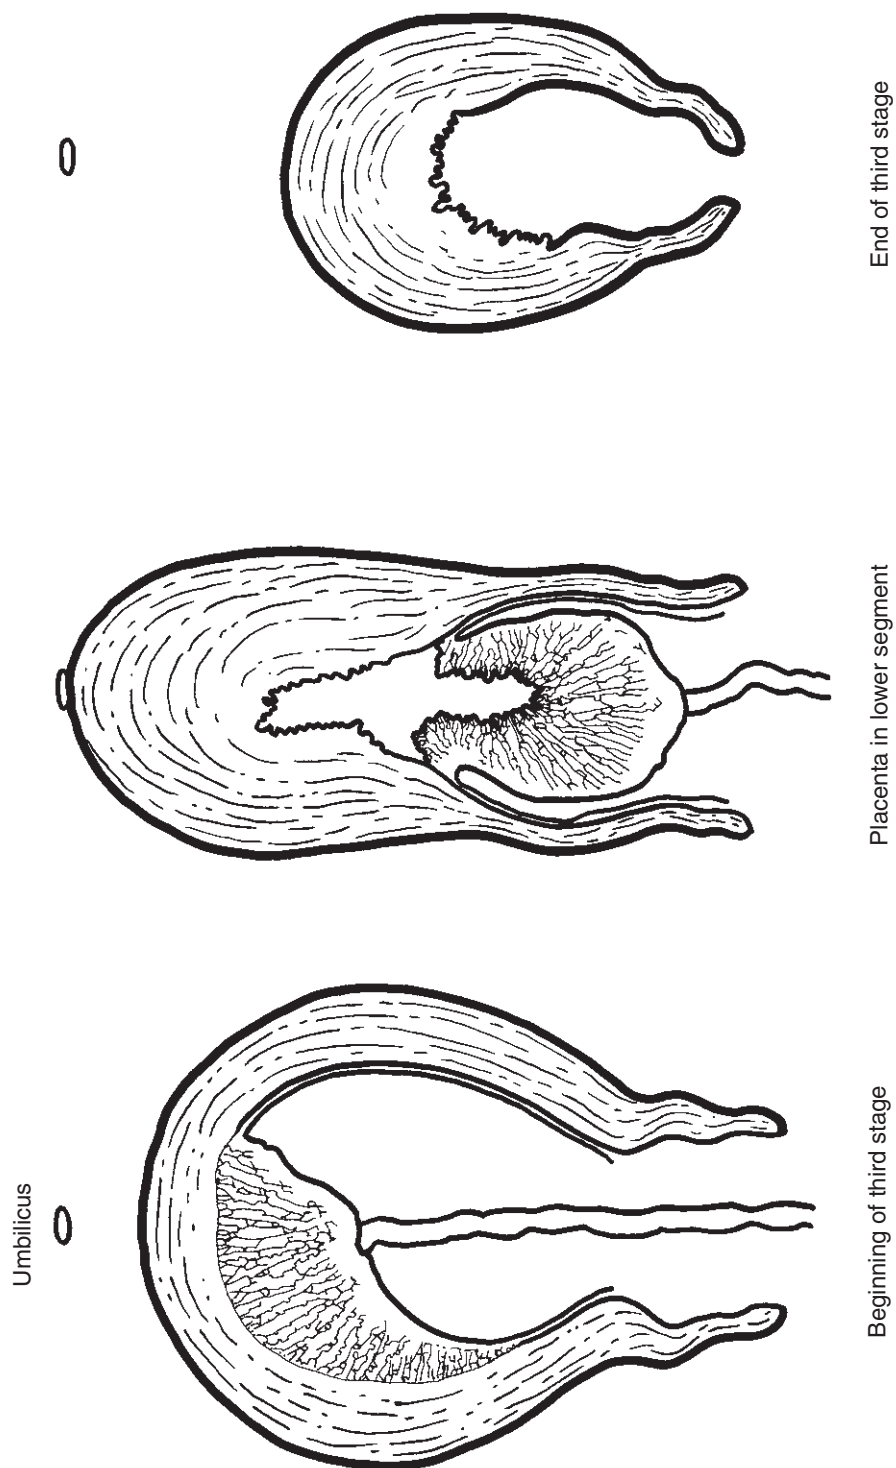 Umbilicus
Beginning of third stage
Placenta in lower segment
End of third stage